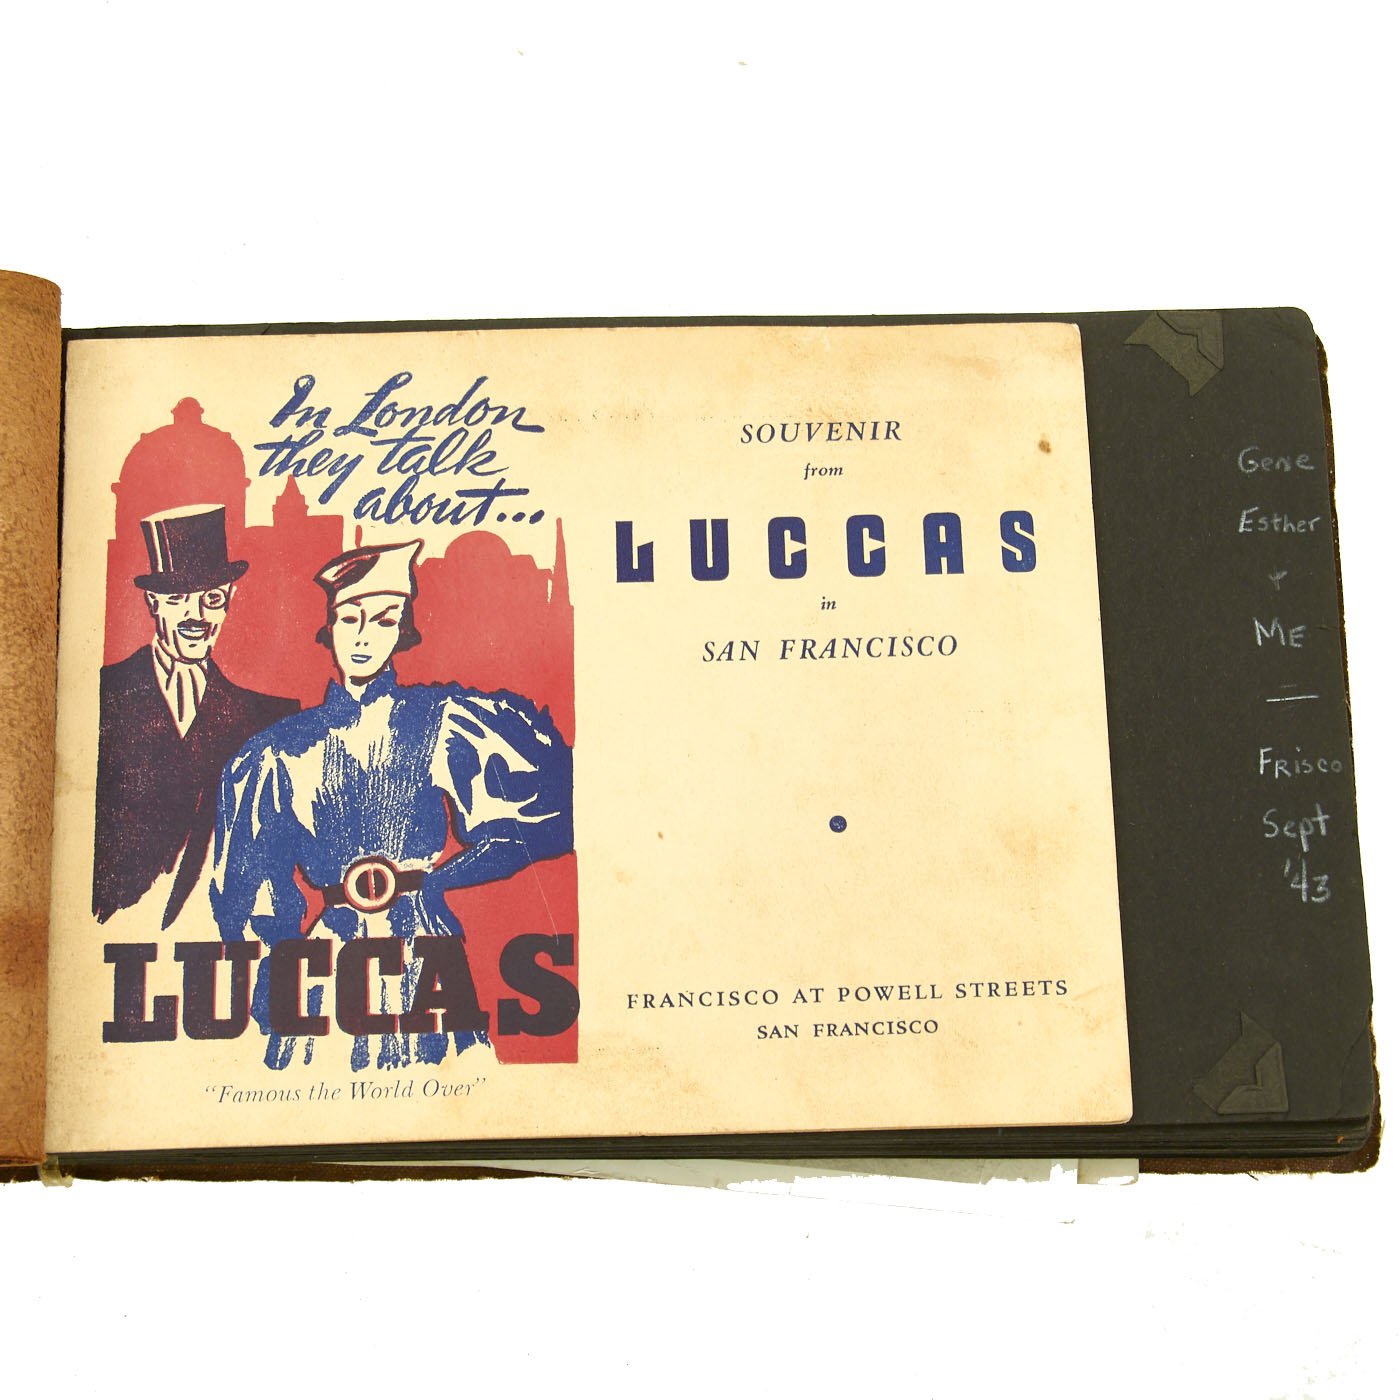 In London
they talk
about...
LUCCAS
"Famous the World Over"
SOUVENIR
from
LUCCAS
in
SAN FRANCISCO
FRANCISCO AT POWELL STREETS
SAN FRANCISCO
Gene
Esther
+
ME
—
FRISCO
Sept
'43